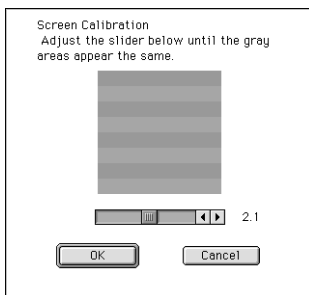 Screen Calibration
Adjust the slider below until the gray
areas appear the same.
2.1
OK
Cancel